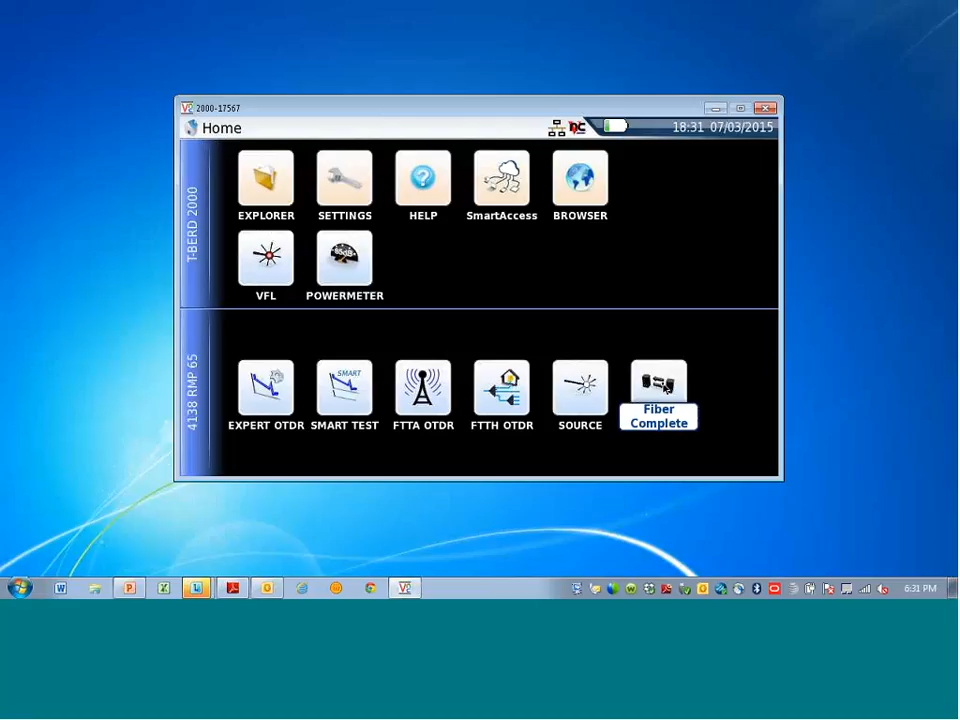 2000-17567
Home
18:31 07/03/2015
T-BERD 2000
EXPLORER SETTINGS HELP SmartAccess BROWSER
VFL POWERMETER
4138 RMP 65
SMART
EXPERT OTDR SMART TEST FTTA OTDR FTTH OTDR SOURCE Fiber
Complete
6:31 PM